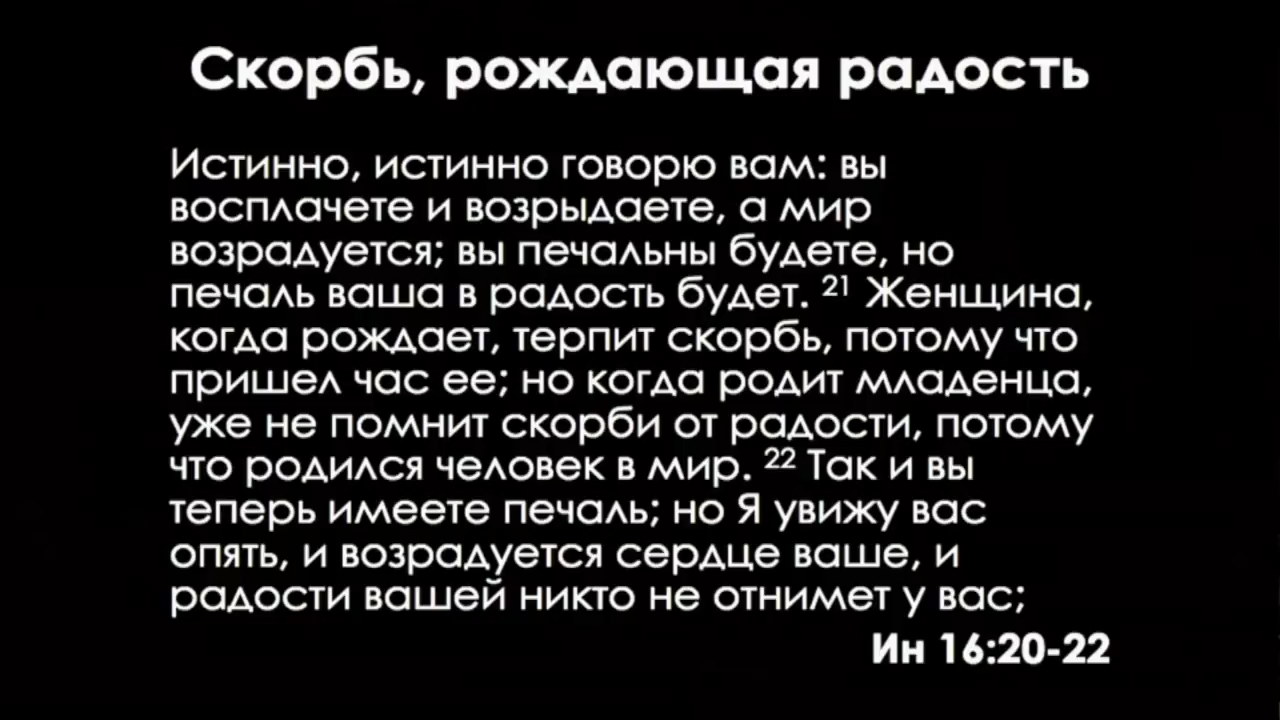 Скорбь, рождающая радость
Истинно, истинно говорю вам: вы
восплачете и возрыдаете, а мир
возрадуется; вы печальны будете, но
печаль ваша в радость будет. ²¹ Женщина,
когда рождает, терпит скорбь, потому что
пришел час ее; но когда родит младенца,
уже не помнит скорби от радости, потому
что родился человек в мир. ²² Так и вы
теперь имеете печаль; но Я увижу вас
опять, и возрадуется сердце ваше, и
радости вашей никто не отнимет у вас;
Ин 16:20-22